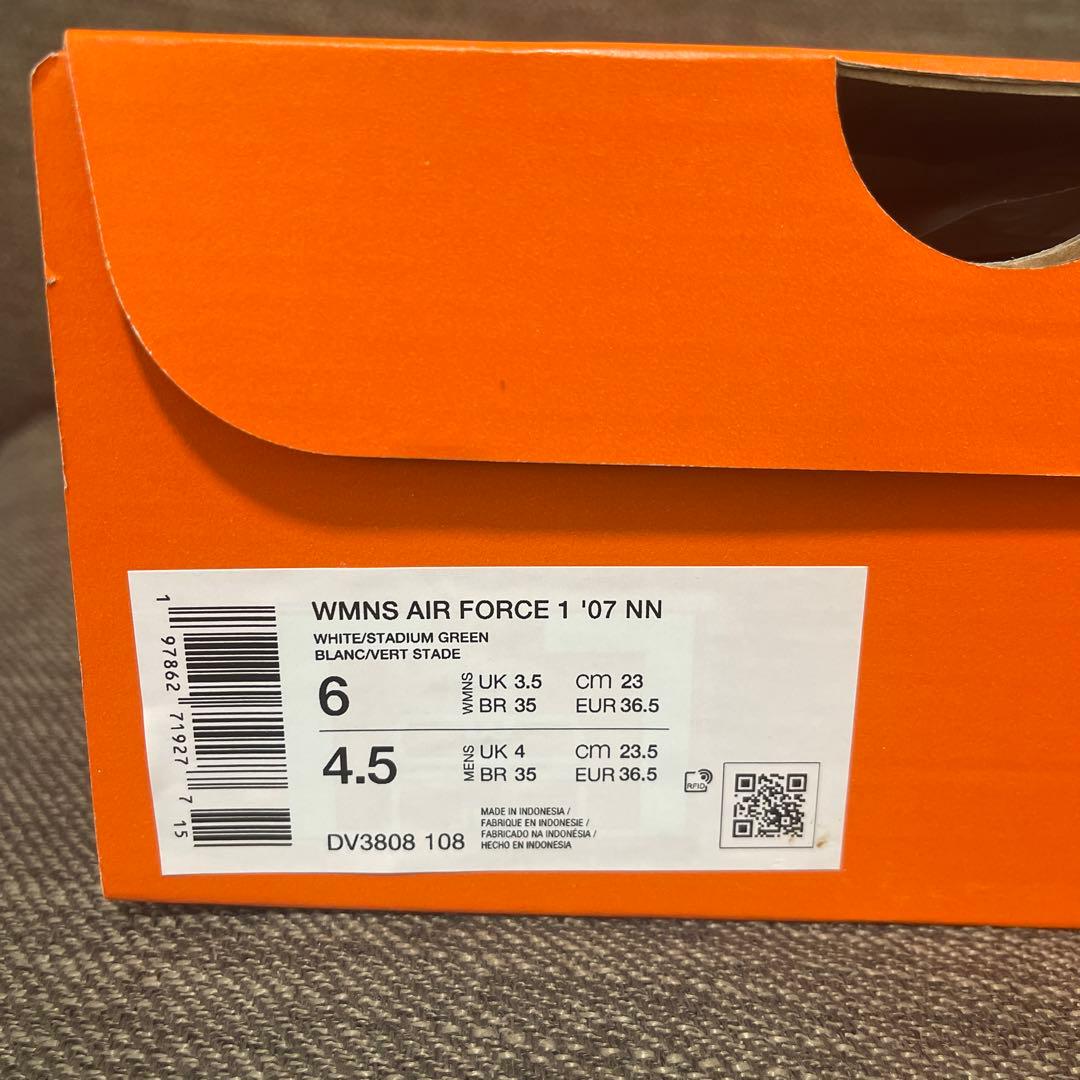 WMNS AIR FORCE 1 '07 NN
WHITE/STADIUM GREEN
BLANC/VERT STADE
6 WMNS UK 3.5 cm 23
BR 35 EUR 36.5
4.5 MENS UK 4 cm 23.5
BR 35 EUR 36.5
RFID
MADE IN INDONESIA /
FABRIQUE EN INDONESIE /
FABRICADO NA INDONÉSIA /
HECHO EN INDONESIA
DV3808 108
1 97862 71927 7 15